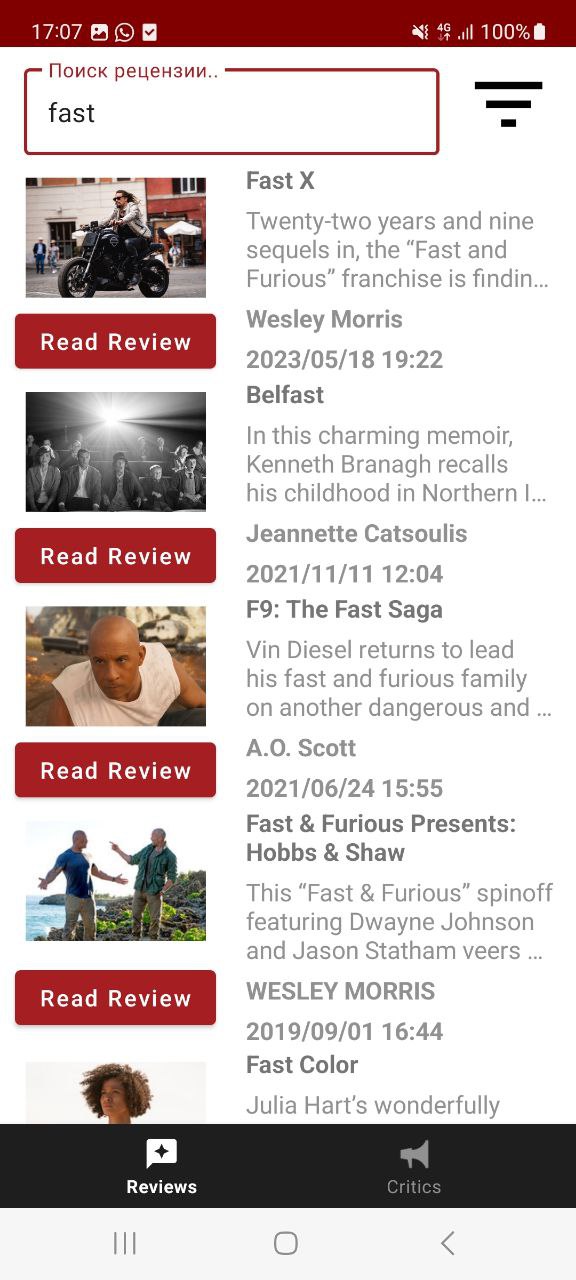 17:07
4G
100%
Поиск рецензии..
fast
Fast X
Twenty-two years and nine
sequels in, the “Fast and
Furious” franchise is findin…
Wesley Morris
2023/05/18 19:22
Read Review
Belfast
In this charming memoir,
Kenneth Branagh recalls
his childhood in Northern I…
Jeannette Catsoulis
2021/11/11 12:04
Read Review
F9: The Fast Saga
Vin Diesel returns to lead
his fast and furious family
on another dangerous and …
A.O. Scott
2021/06/24 15:55
Read Review
Fast & Furious Presents:
Hobbs & Shaw
This “Fast & Furious” spinoff
featuring Dwayne Johnson
and Jason Statham veers …
WESLEY MORRIS
2019/09/01 16:44
Read Review
Fast Color
Julia Hart’s wonderfully
Reviews
Critics